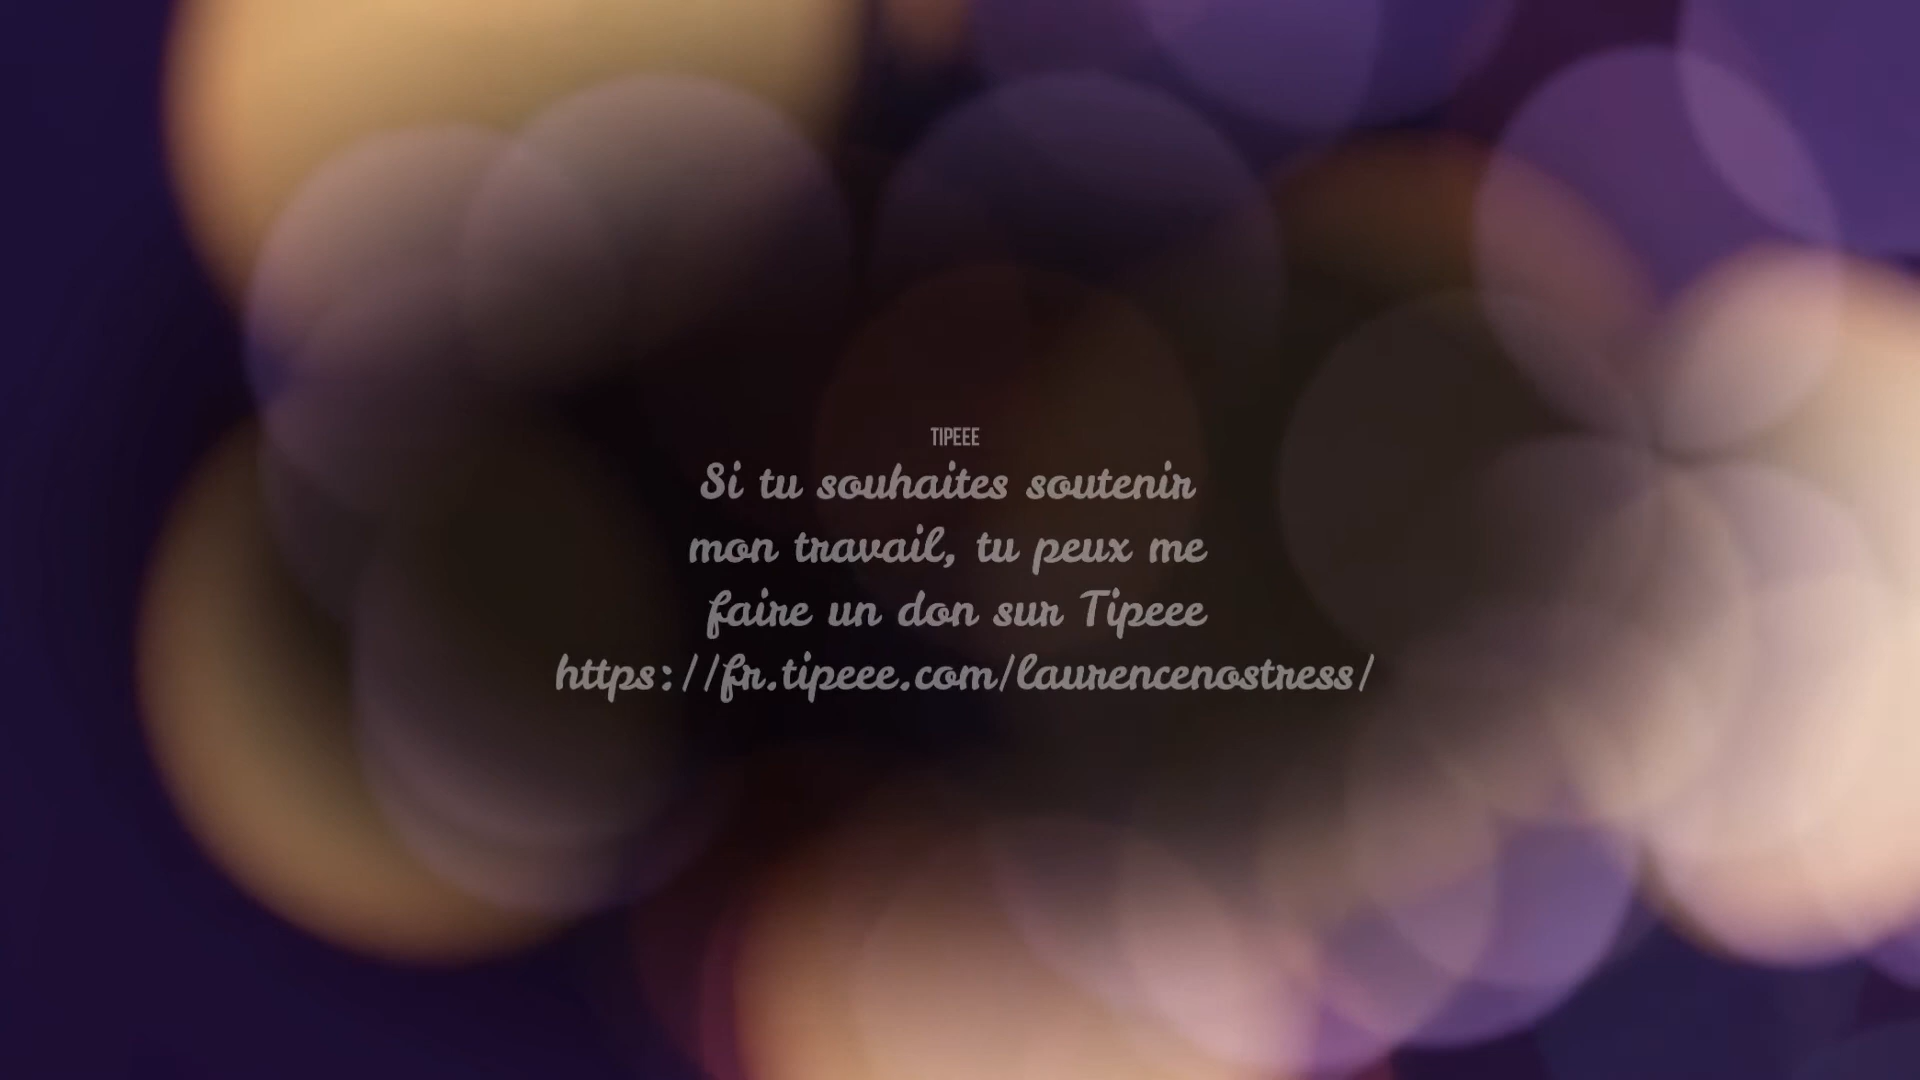 TIPEEE
Si tu souhaites soutenir
mon travail, tu peux me
faire un don sur Tipeee
https://fr.tipeee.com/laurencenostress/